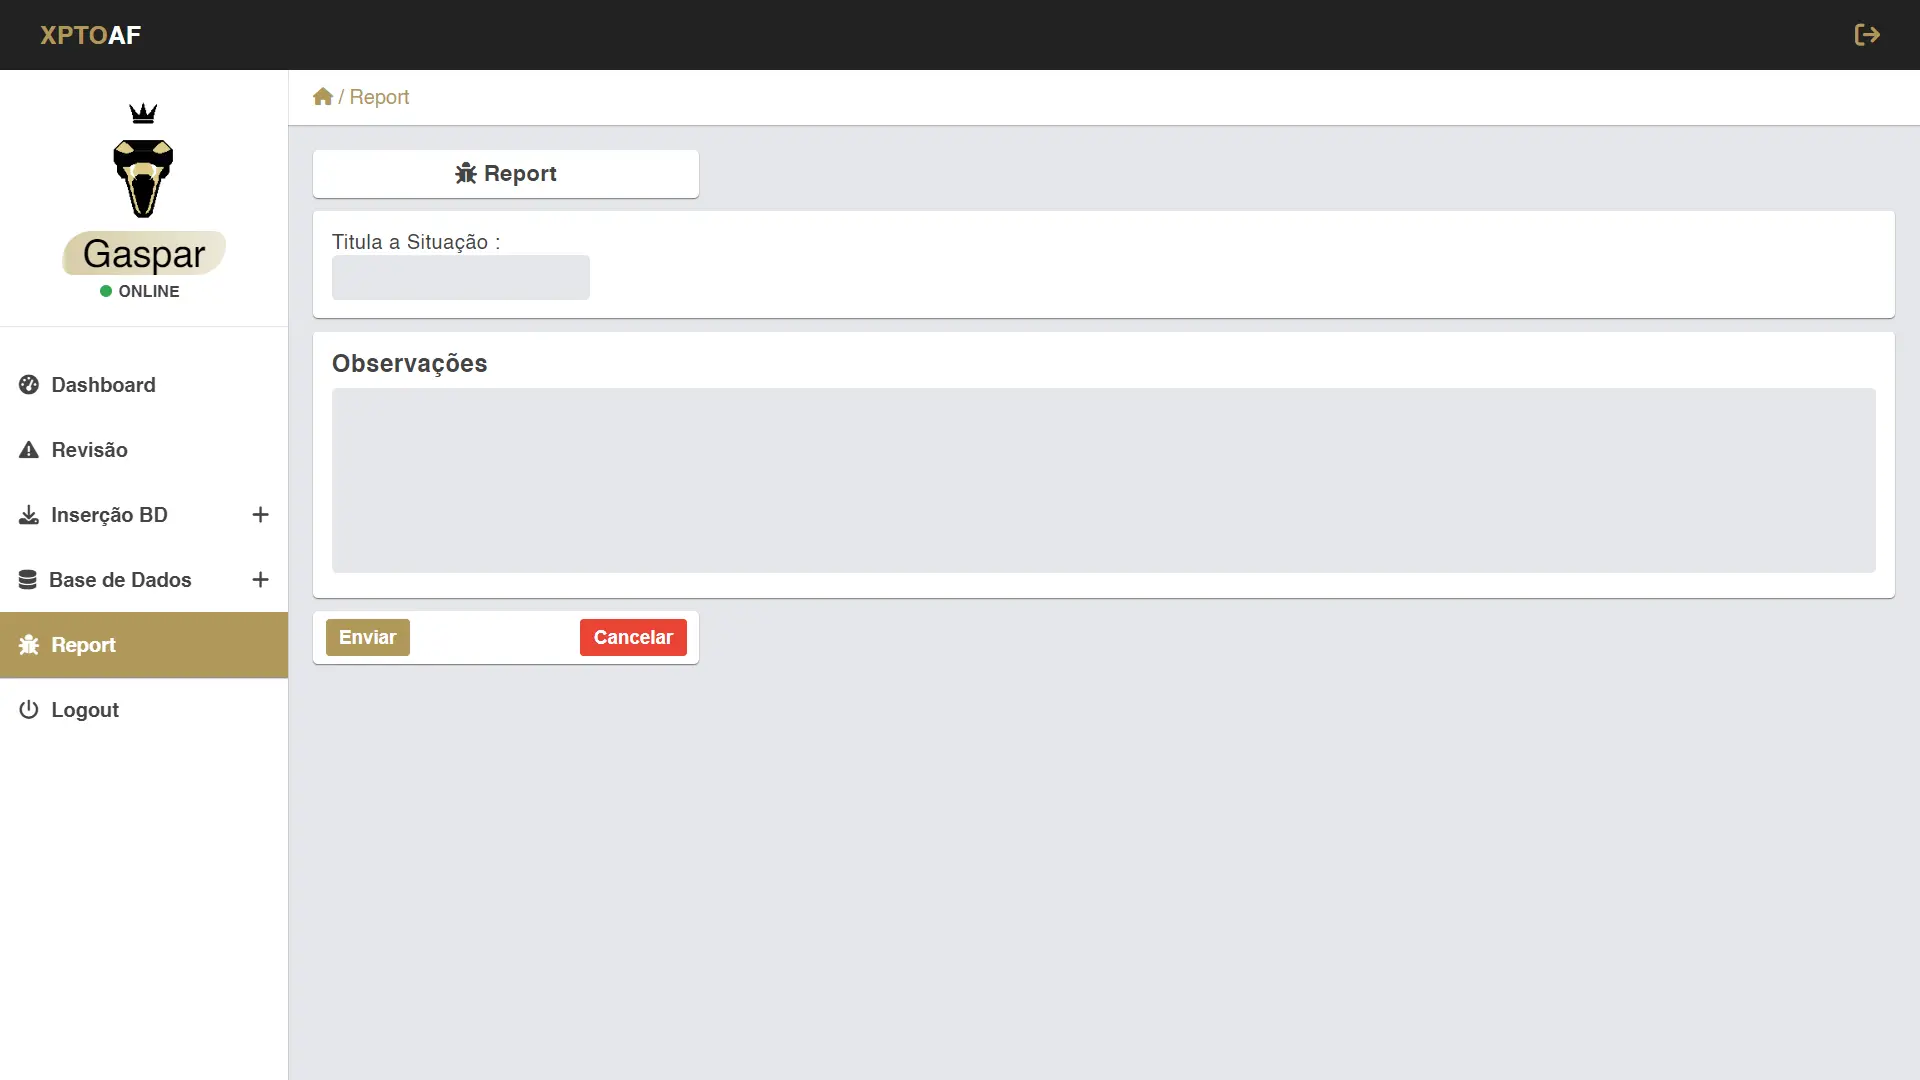 XPTOAF
/ Report
Gaspar
ONLINE
Dashboard
Revisão
Inserção BD
Base de Dados
Report
Logout
Report
Titula a Situação :
Observações
Enviar
Cancelar